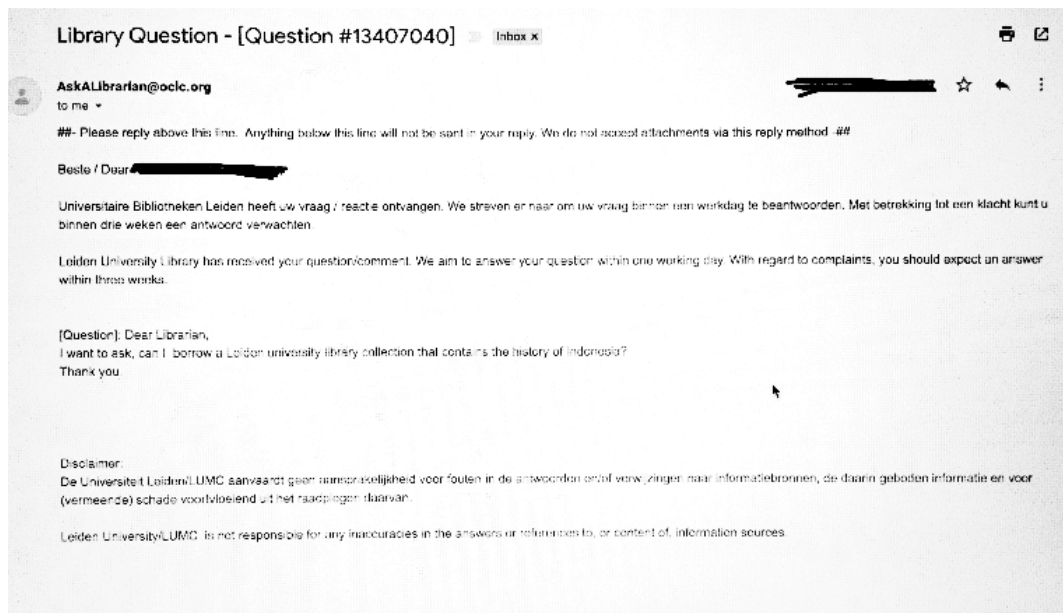 Library Question - [Question #13407040] Inbox x
AskALibrarian@oclc.org
to me
##- Please reply above this line. Anything below this line will not be sent in your reply. We do not accept attachments via this reply method -##
Beste / Dear
Universitaire Bibliotheken Leiden heeft uw vraag / reactie ontvangen. We streven er naar om uw vraag binnen een werkdag te beantwoorden. Met betrekking tot een klacht kunt u
binnen drie weken een antwoord verwachten.
Leiden University Library has received your question/comment. We aim to answer your question within one working day. With regard to complaints, you should expect an answer
within three weeks.
[Question]: Dear Librarian,
I want to ask, can I borrow a Leiden university library collection that contains the history of Indonesia?
Thank you
Disclaimer:
De Universiteit Leiden/LUMC aanvaardt geen aansprakelijkheid voor fouten in de antwoorden en/of verwijzingen naar informatiebronnen, de daarin geboden informatie en voor
(vermeende) schade voortvloeiend uit het raadplegen daarvan.
Leiden University/LUMC is not responsible for any inaccuracies in the answers or references to, or content of, information sources.